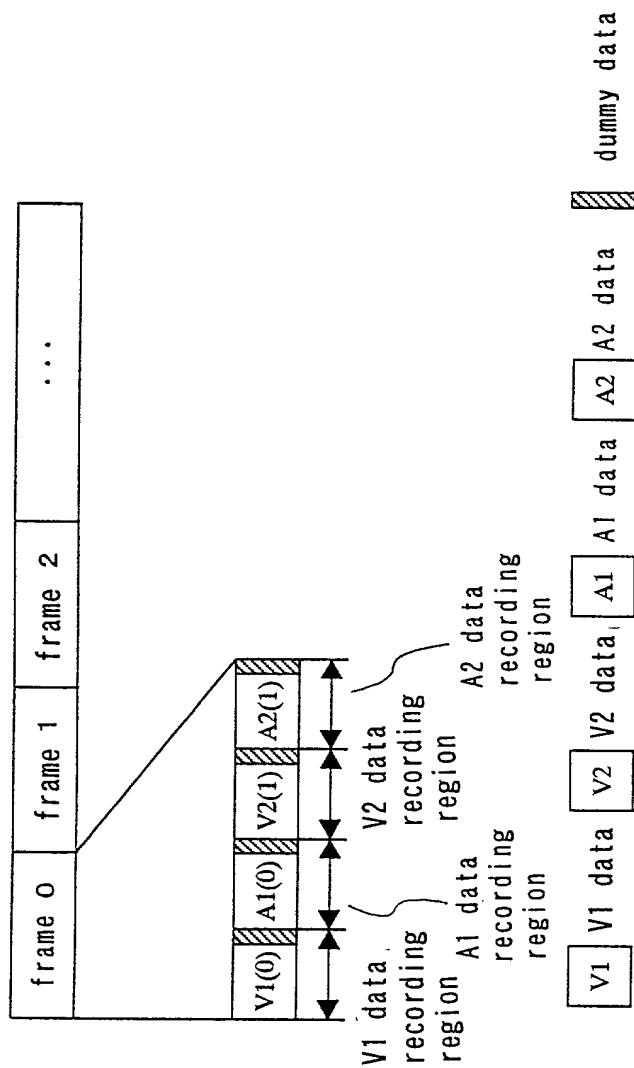 frame 0 frame 1 frame 2 ...
V1(0) A1(0) V2(1) A2(1)
V1 data
recording
region
A1 data
recording
region
V2 data
recording
region
A2 data
recording
region
V1 V1 data V2 V2 data A1 A1 data A2 A2 data dummy data